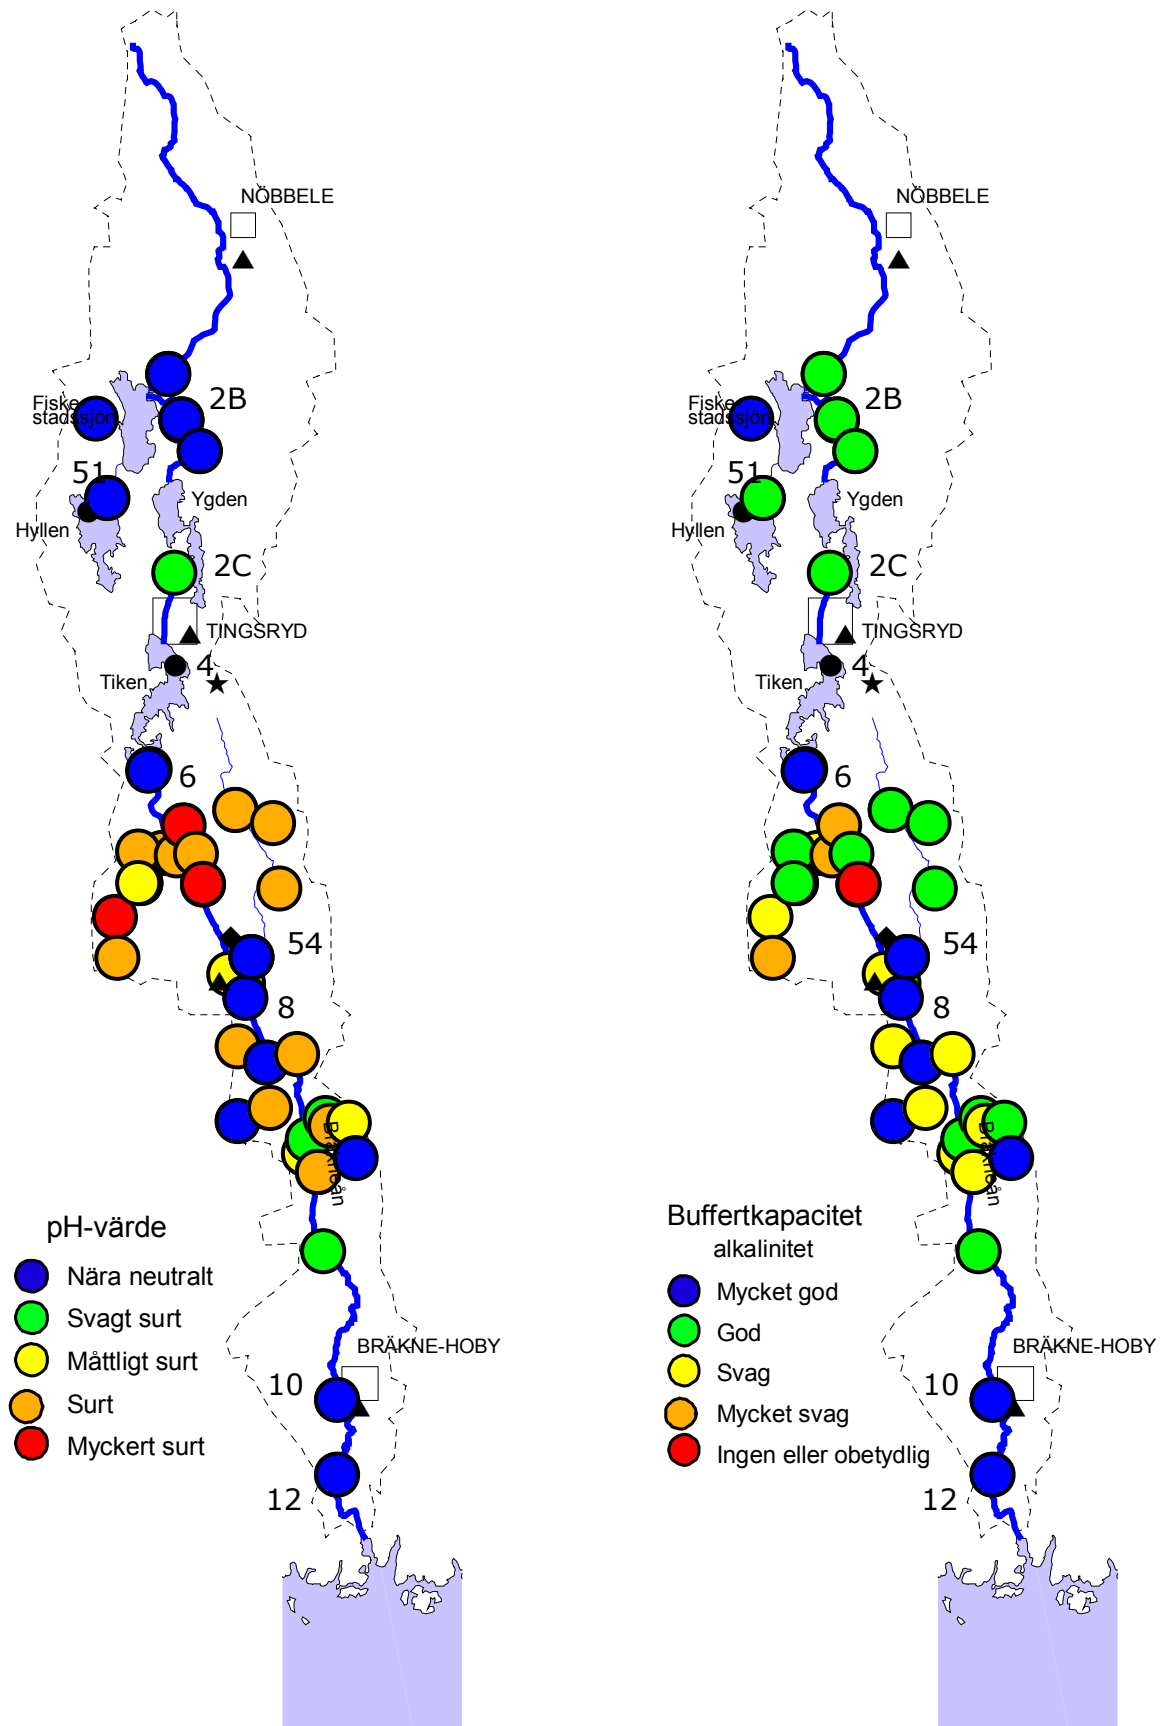 NÖBBELE
2B
Fiske-
stadssjön
51
Ygden
Hyllen
2C
TINGSRYD
4
Tiken
6
54
8
Bräkneån
pH-värde
Nära neutralt
Svagt surt
Måttligt surt
Surt
Myckert surt
BRÄKNE-HOBY
10
12
NÖBBELE
2B
Fiske-
stadssjön
51
Ygden
Hyllen
2C
TINGSRYD
4
Tiken
6
54
8
Bräkneån
Buffertkapacitet
alkalinitet
Mycket god
God
Svag
Mycket svag
Ingen eller obetydlig
BRÄKNE-HOBY
10
12